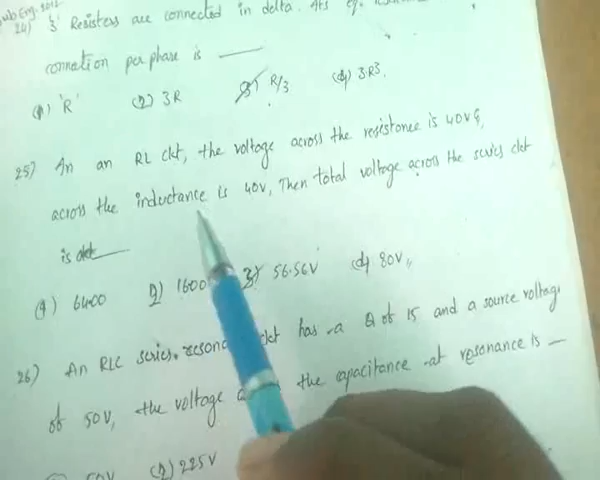 24) '3' Resistors are connected in delta. Its eq.
connection per phase is ——
(1) 'R' (2) 3R (3) R/3 (4) 3R³.
25) In an RL ckt, the voltage across the resistance is 40V &
across the inductance is 40V, Then total voltage across the series ckt
is ——
(1) 6400 2) 1600 3) 56.56V (4) 80V
26) An RLC series ckt has a Q of 15 and a source voltage
of 50V, the voltage the capacitance at resonance is —
50V (2) 225V